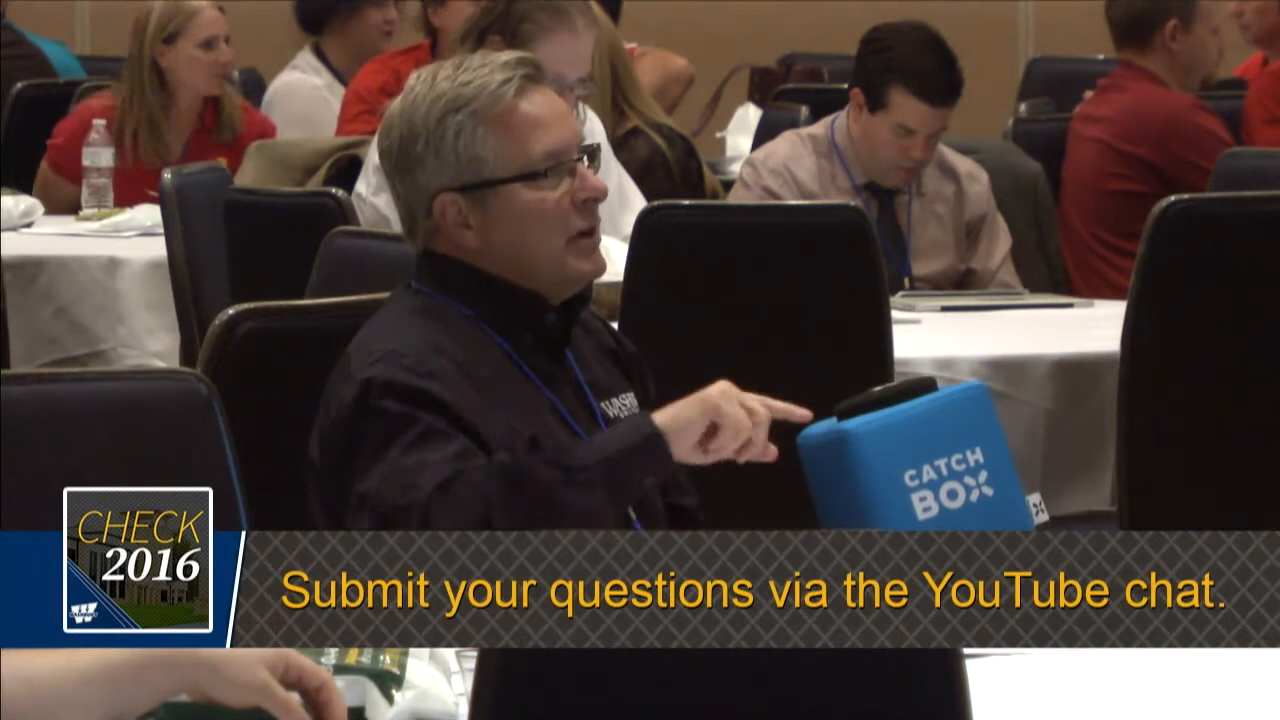 CATCH
BOX
CHECK
2016
W
Submit your questions via the YouTube chat.